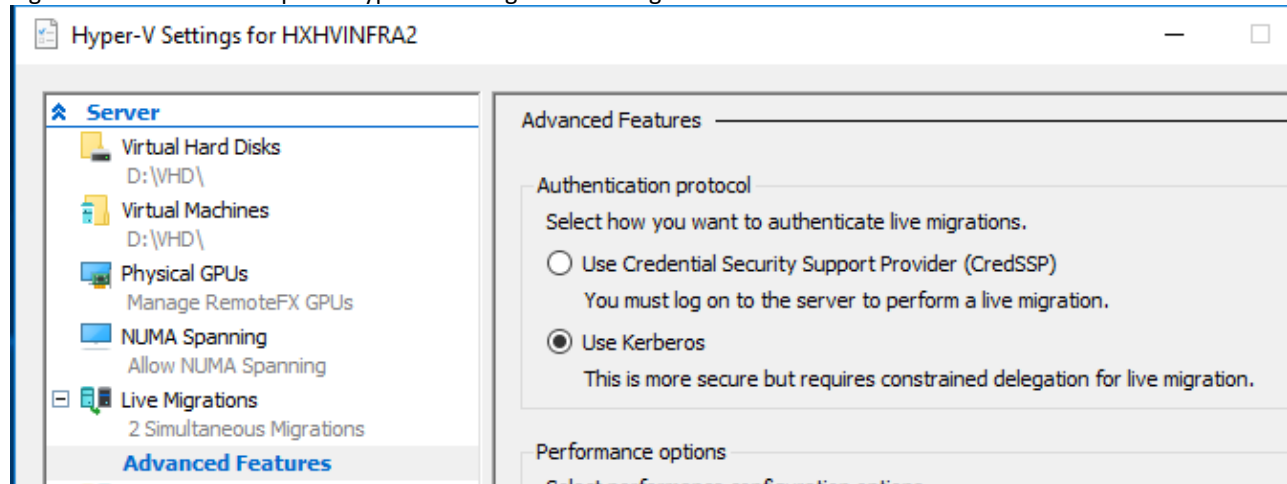 Hyper-V Settings for HXHVINFRA2
Server
Virtual Hard Disks
D:\VHD\
Virtual Machines
D:\VHD\
Physical GPUs
Manage RemoteFX GPUs
NUMA Spanning
Allow NUMA Spanning
Live Migrations
2 Simultaneous Migrations
Advanced Features
Advanced Features
Authentication protocol
Select how you want to authenticate live migrations.
Use Credential Security Support Provider (CredSSP)
You must log on to the server to perform a live migration.
Use Kerberos
This is more secure but requires constrained delegation for live migration.
Performance options